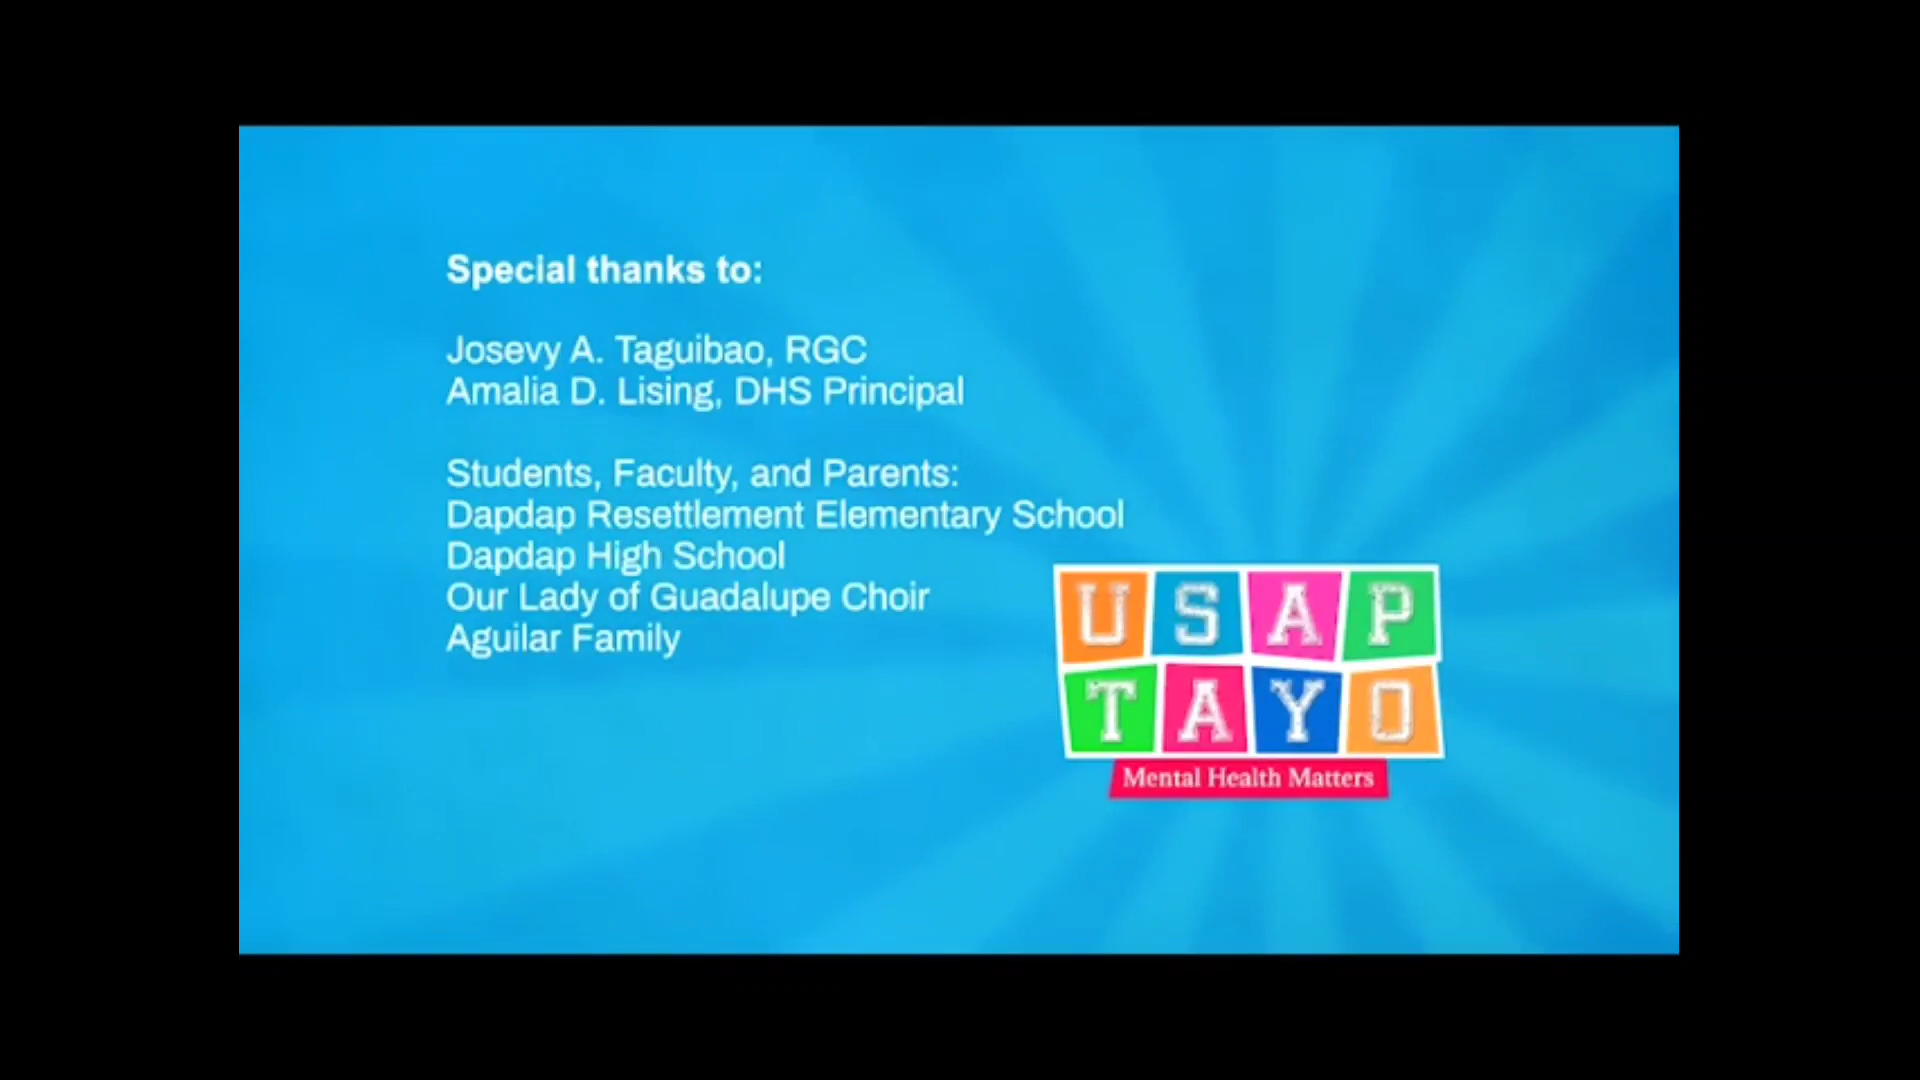 Special thanks to:
Josevy A. Taguibao, RGC
Amalia D. Lising, DHS Principal
Students, Faculty, and Parents:
Dapdap Resettlement Elementary School
Dapdap High School
Our Lady of Guadalupe Choir
Aguilar Family
USAP
TAYO
Mental Health Matters